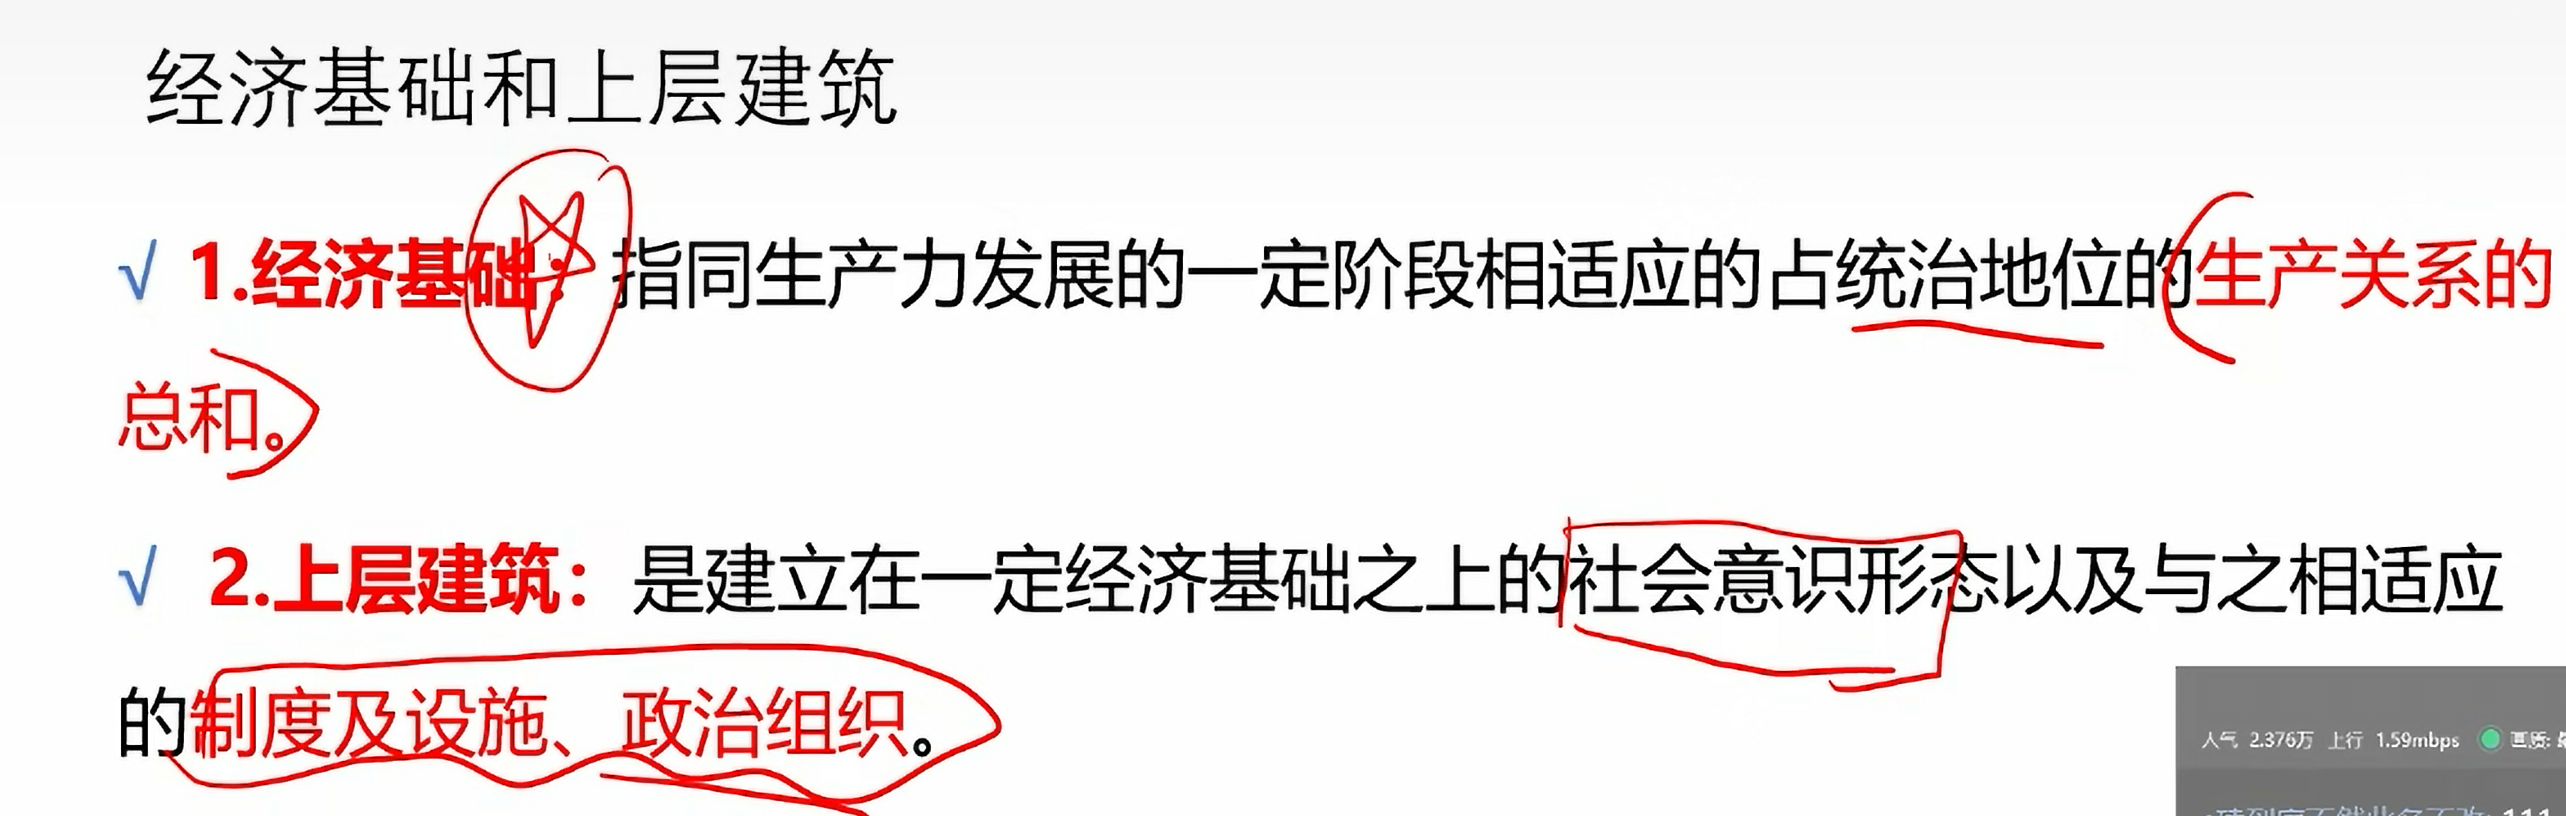 经济基础和上层建筑
√ 1.经济基础：指同生产力发展的一定阶段相适应的占统治地位的生产关系的
总和。
√ 2.上层建筑：是建立在一定经济基础之上的社会意识形态以及与之相适应
的制度及设施、政治组织。
人气 2.376万 上行 1.59mbps 画质: